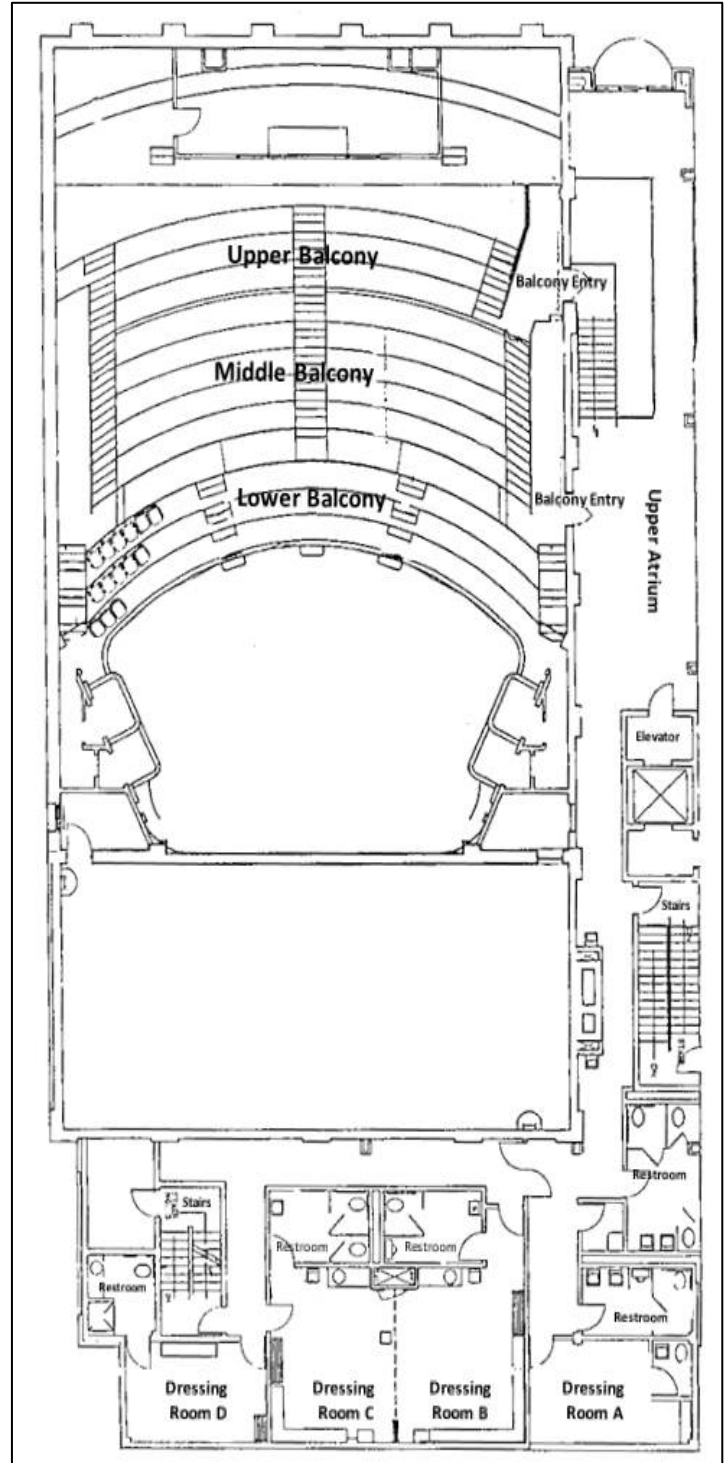 Upper Balcony
Balcony Entry
Middle Balcony
Lower Balcony
Balcony Entry
Upper Atrium
Elevator
Stairs
Restroom
Stairs
Restroom
Restroom
Restroom
Restroom
Dressing
Room D
Dressing
Room C
Dressing
Room B
Dressing
Room A